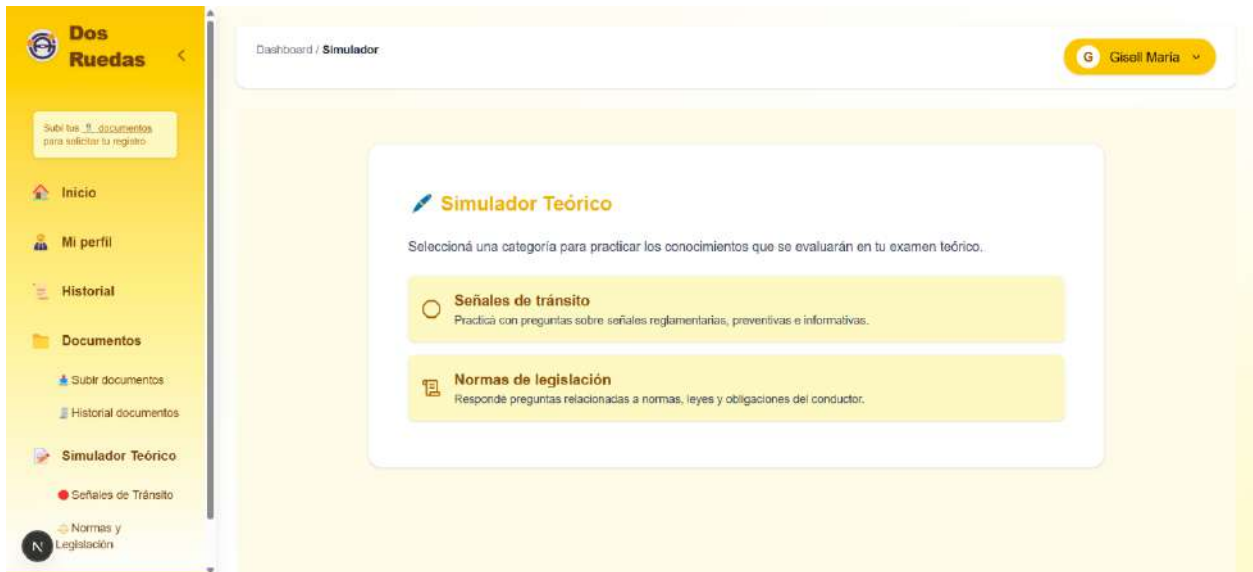 Dos
Ruedas
Dashboard / Simulador
G Gisell Maria
Subí tus documentos
para solicitar tu registro
Inicio
Mi perfil
Historial
Documentos
Subir documentos
Historial documentos
Simulador Teórico
Señales de Tránsito
Normas y
Legislación
N
Simulador Teórico
Seleccioná una categoría para practicar los conocimientos que se evaluarán en tu examen teórico.
Señales de tránsito
Practicá con preguntas sobre señales reglamentarias, preventivas e informativas.
Normas de legislación
Respondé preguntas relacionadas a normas, leyes y obligaciones del conductor.